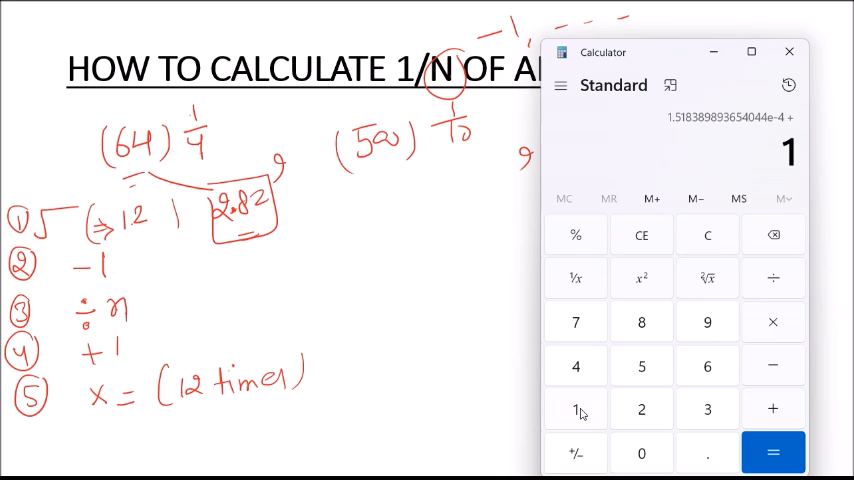 -1, - - -
HOW TO CALCULATE 1/N OF A
(64) 1/4
(500) 1/10
① √ (⇒ 12 ) 2.82
② -1
③ ÷ n
④ +1
⑤ x = (12 times)
Calculator
Standard
1.518389893654044e-4 +
1
MC MR M+ M− MS M˅
% CE C ⌫
¹/x x² ²√x ÷
7 8 9 ×
4 5 6 −
1 2 3 +
+/− 0 . =